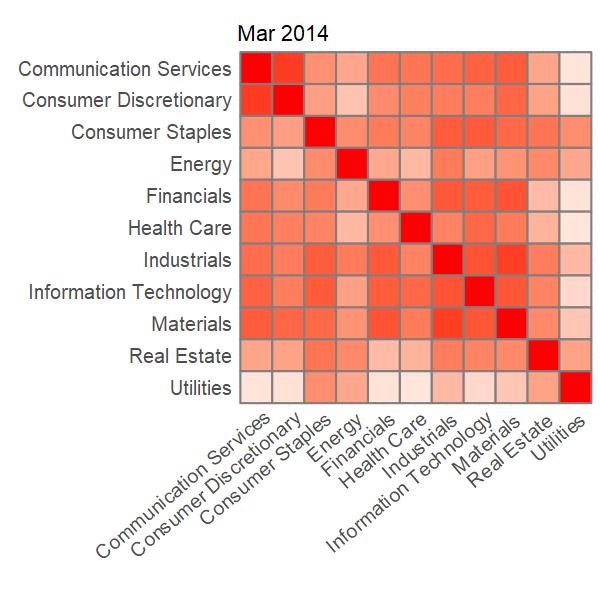 Mar 2014
Communication Services
Consumer Discretionary
Consumer Staples
Energy
Financials
Health Care
Industrials
Information Technology
Materials
Real Estate
Utilities
Communication Services
Consumer Discretionary
Consumer Staples
Energy
Financials
Health Care
Industrials
Information Technology
Materials
Real Estate
Utilities